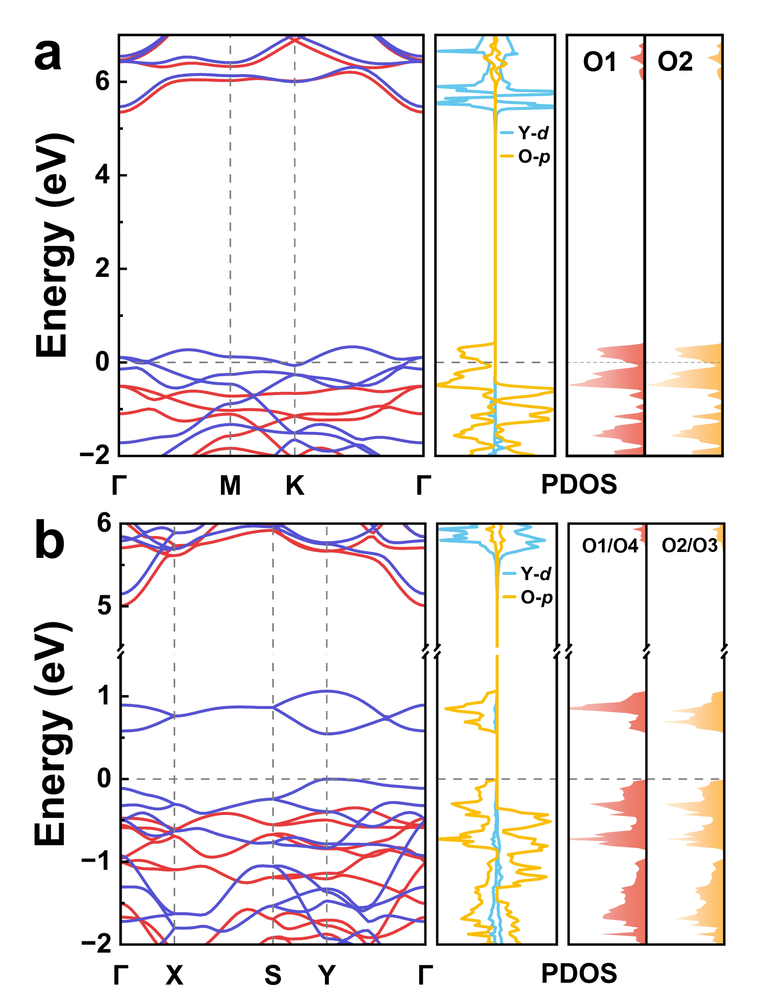 a
Energy (eV)
6
4
2
0
−2
Γ M K Γ
Y-d
O-p
O1 O2
PDOS
b
Energy (eV)
6
5
1
0
−1
−2
Γ X S Y Γ
Y-d
O-p
O1/O4 O2/O3
PDOS